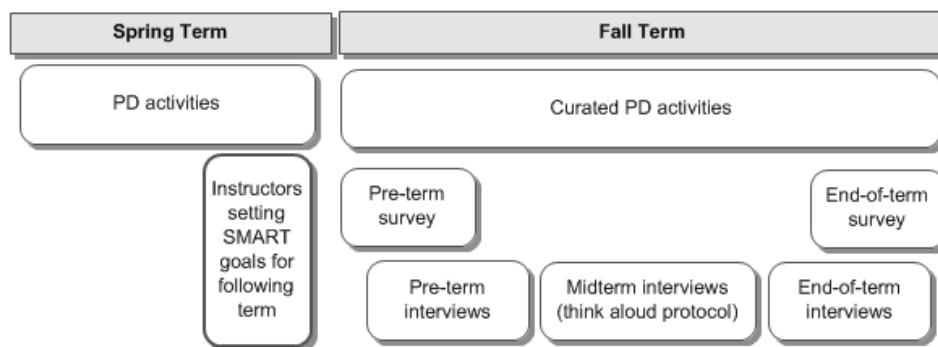 Spring Term
Fall Term
PD activities
Curated PD activities
Instructors
setting
SMART
goals for
following
term
Pre-term
survey
End-of-term
survey
Pre-term
interviews
Midterm interviews
(think aloud protocol)
End-of-term
interviews